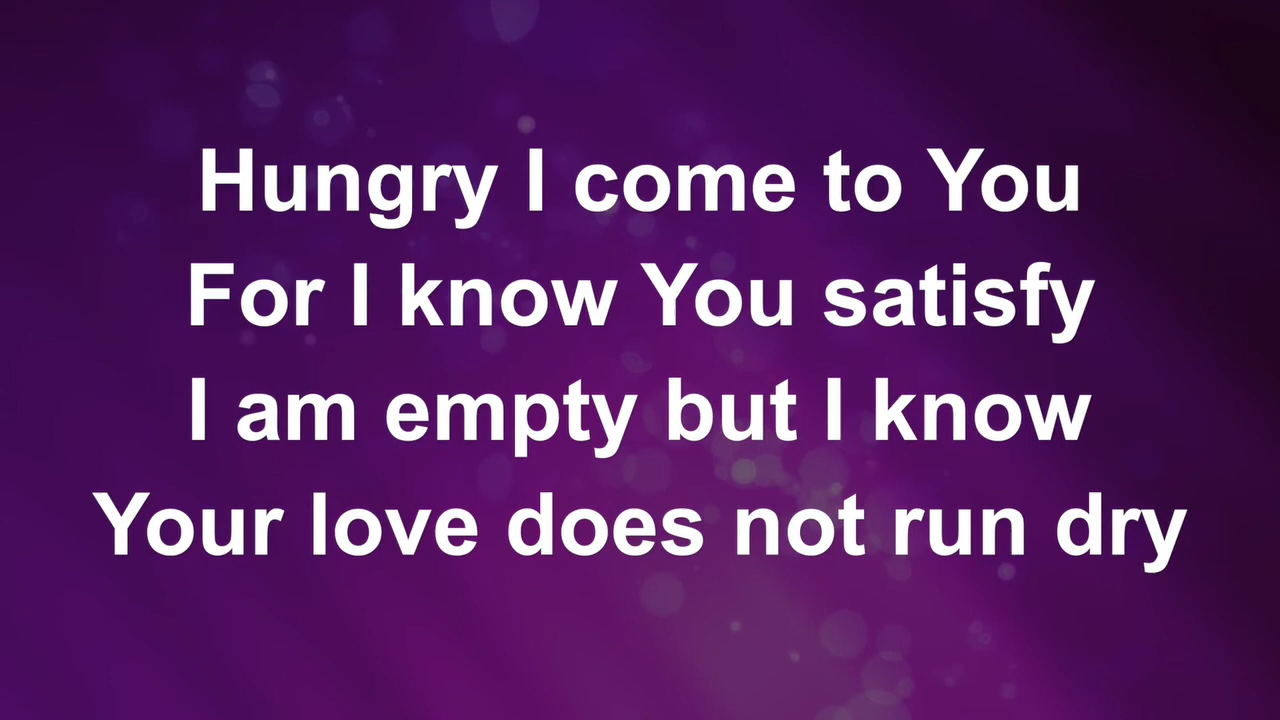 Hungry I come to You
For I know You satisfy
I am empty but I know
Your love does not run dry